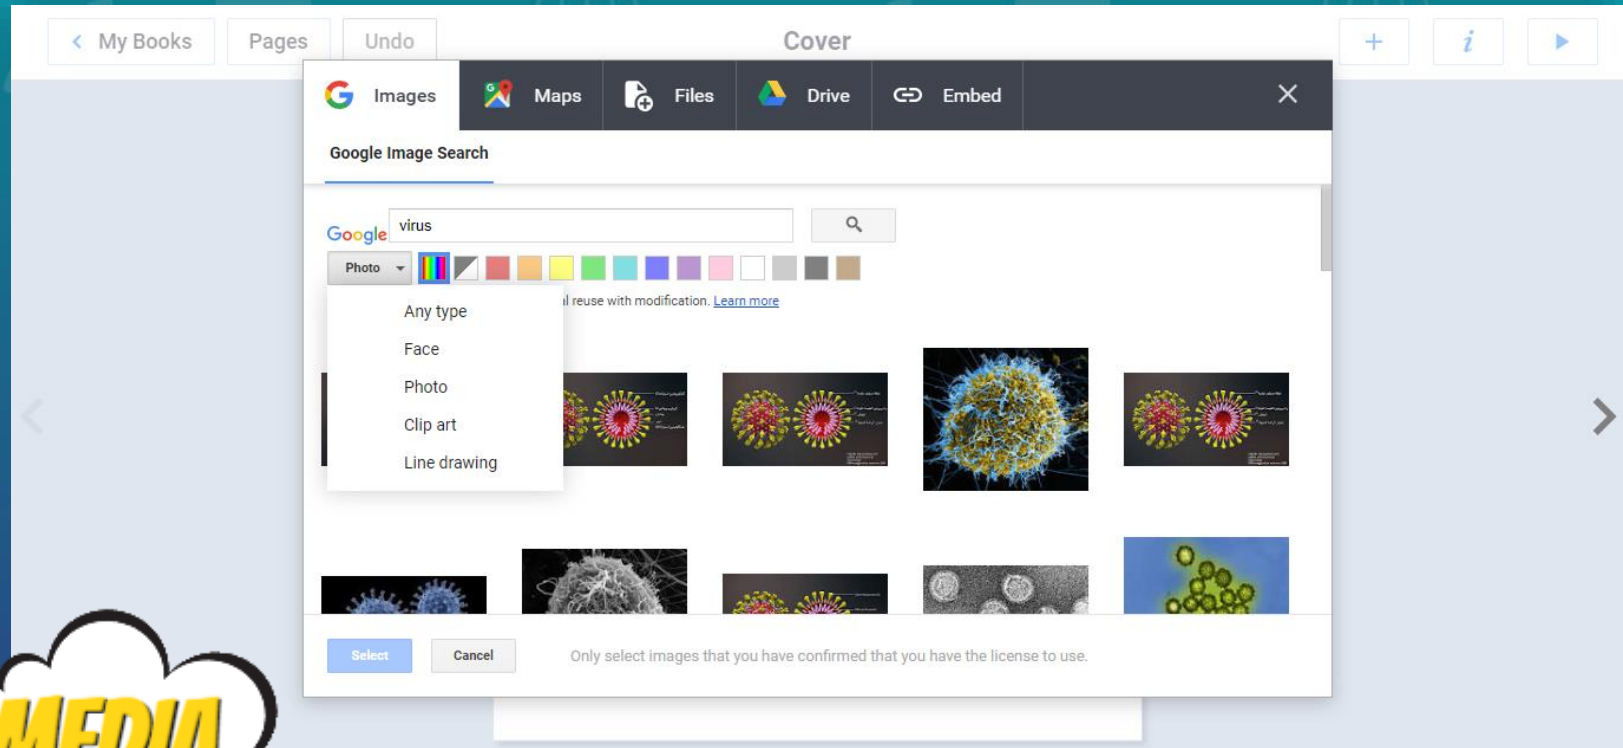 My Books
Pages
Undo
Cover
+
i
Images
Maps
Files
Drive
Embed
Google Image Search
Google
virus
Photo
reuse with modification. Learn more
Any type
Face
Photo
Clip art
Line drawing
Select
Cancel
Only select images that you have confirmed that you have the license to use.
MEDIA